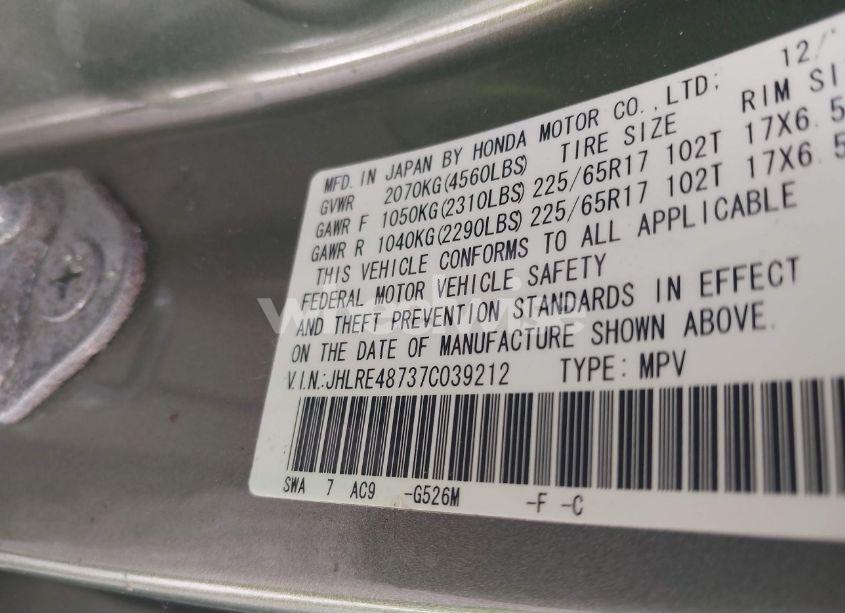 MFD. IN JAPAN BY HONDA MOTOR CO.,LTD; 12/
GVWR 2070KG(4560LBS) TIRE SIZE RIM SI
GAWR F 1050KG(2310LBS) 225/65R17 102T 17X6.5
GAWR R 1040KG(2290LBS) 225/65R17 102T 17X6.5
THIS VEHICLE CONFORMS TO ALL APPLICABLE
FEDERAL MOTOR VEHICLE SAFETY
AND THEFT PREVENTION STANDARDS IN EFFECT
ON THE DATE OF MANUFACTURE SHOWN ABOVE.
V.I.N.:JHLRE48737C039212 TYPE: MPV
SWA 7 AC9 -G526M -F -C